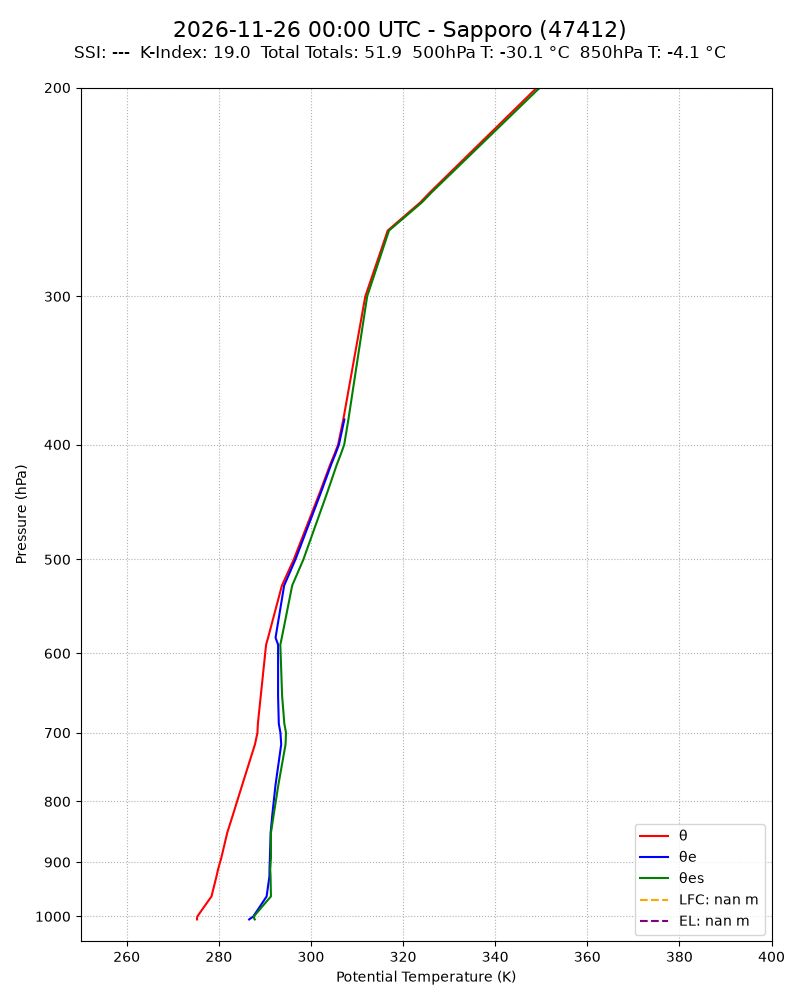 2026-11-26 00:00 UTC - Sapporo (47412)
SSI: ---  K-Index: 19.0  Total Totals: 51.9  500hPa T: -30.1 °C  850hPa T: -4.1 °C
200
300
400
500
600
700
800
900
1000
Pressure (hPa)
260 280 300 320 340 360 380 400
Potential Temperature (K)
θ
θe
θes
LFC: nan m
EL: nan m